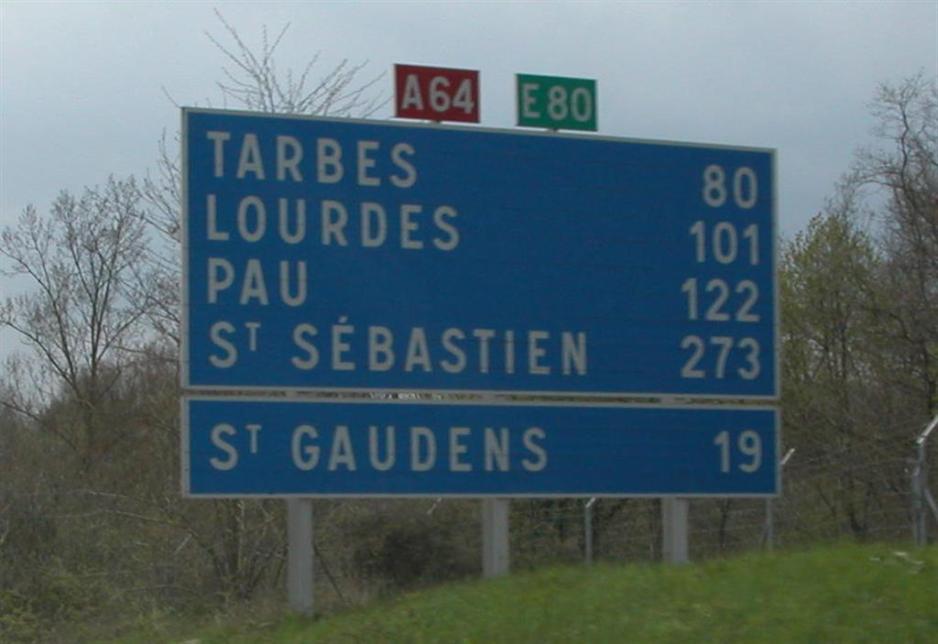 A64 E80
TARBES 80
LOURDES 101
PAU 122
ST SÉBASTIEN 273
ST GAUDENS 19